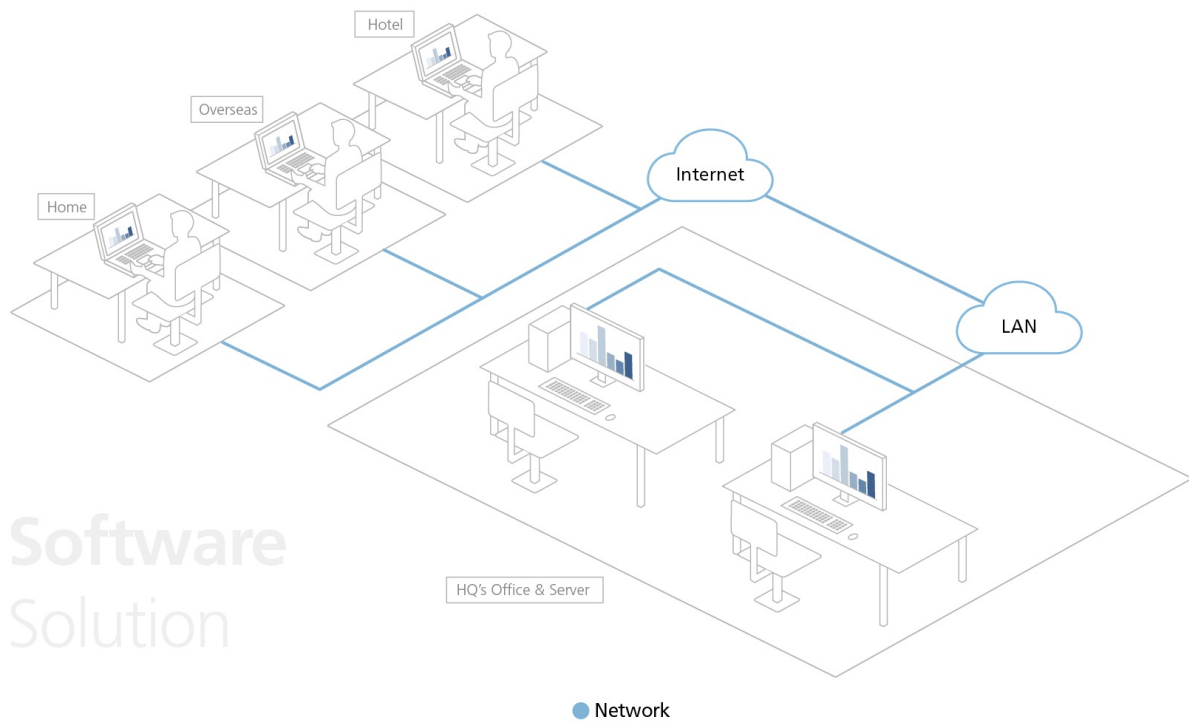 Hotel
Overseas
Home
Internet
LAN
HQ's Office & Server
Software
Solution
Network